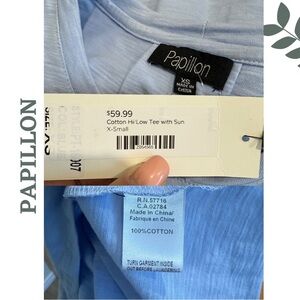 PAPILLON
Papillon
XS
MADE IN
CHINA
$59.99
Cotton Hi/Low Tee with Sun
X-Small
R.N.57716
C.A.02784
Made In China/
Fabrique en Chine
100%COTTON
TURN GARMENT INSIDE
OUT BEFORE LAUNDERING